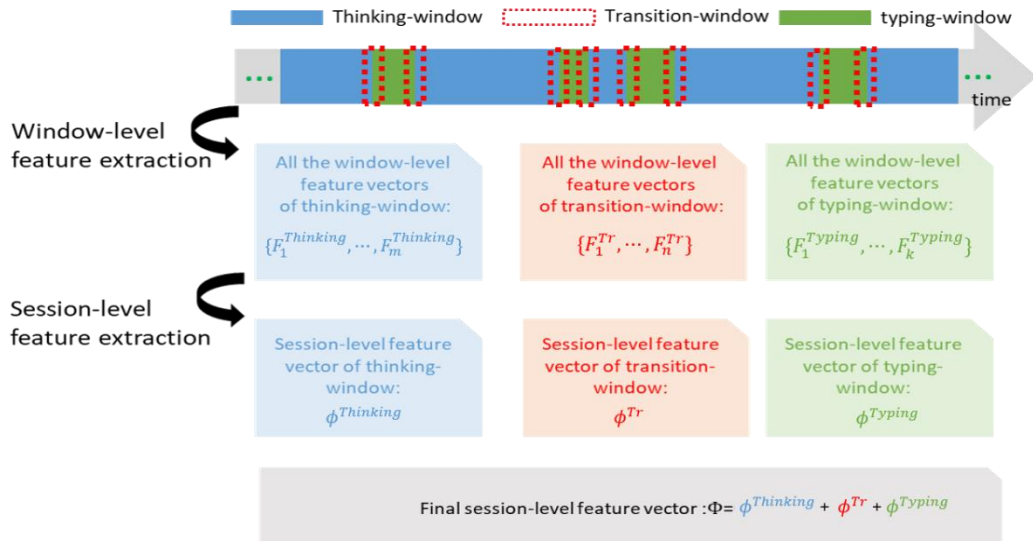 Thinking-window Transition-window typing-window
... ...
time
Window-level
feature extraction
All the window-level
feature vectors
of thinking-window:
{F_1^{Thinking}, ⋯, F_m^{Thinking}}
All the window-level
feature vectors
of transition-window:
{F_1^{Tr}, ⋯, F_n^{Tr}}
All the window-level
feature vectors
of typing-window:
{F_1^{Typing}, ⋯, F_k^{Typing}}
Session-level
feature extraction
Session-level feature
vector of thinking-
window:
ϕ^{Thinking}
Session-level feature
vector of transition-
window:
ϕ^{Tr}
Session-level feature
vector of typing-
window:
ϕ^{Typing}
Final session-level feature vector :Φ= ϕ^{Thinking} + ϕ^{Tr} + ϕ^{Typing}